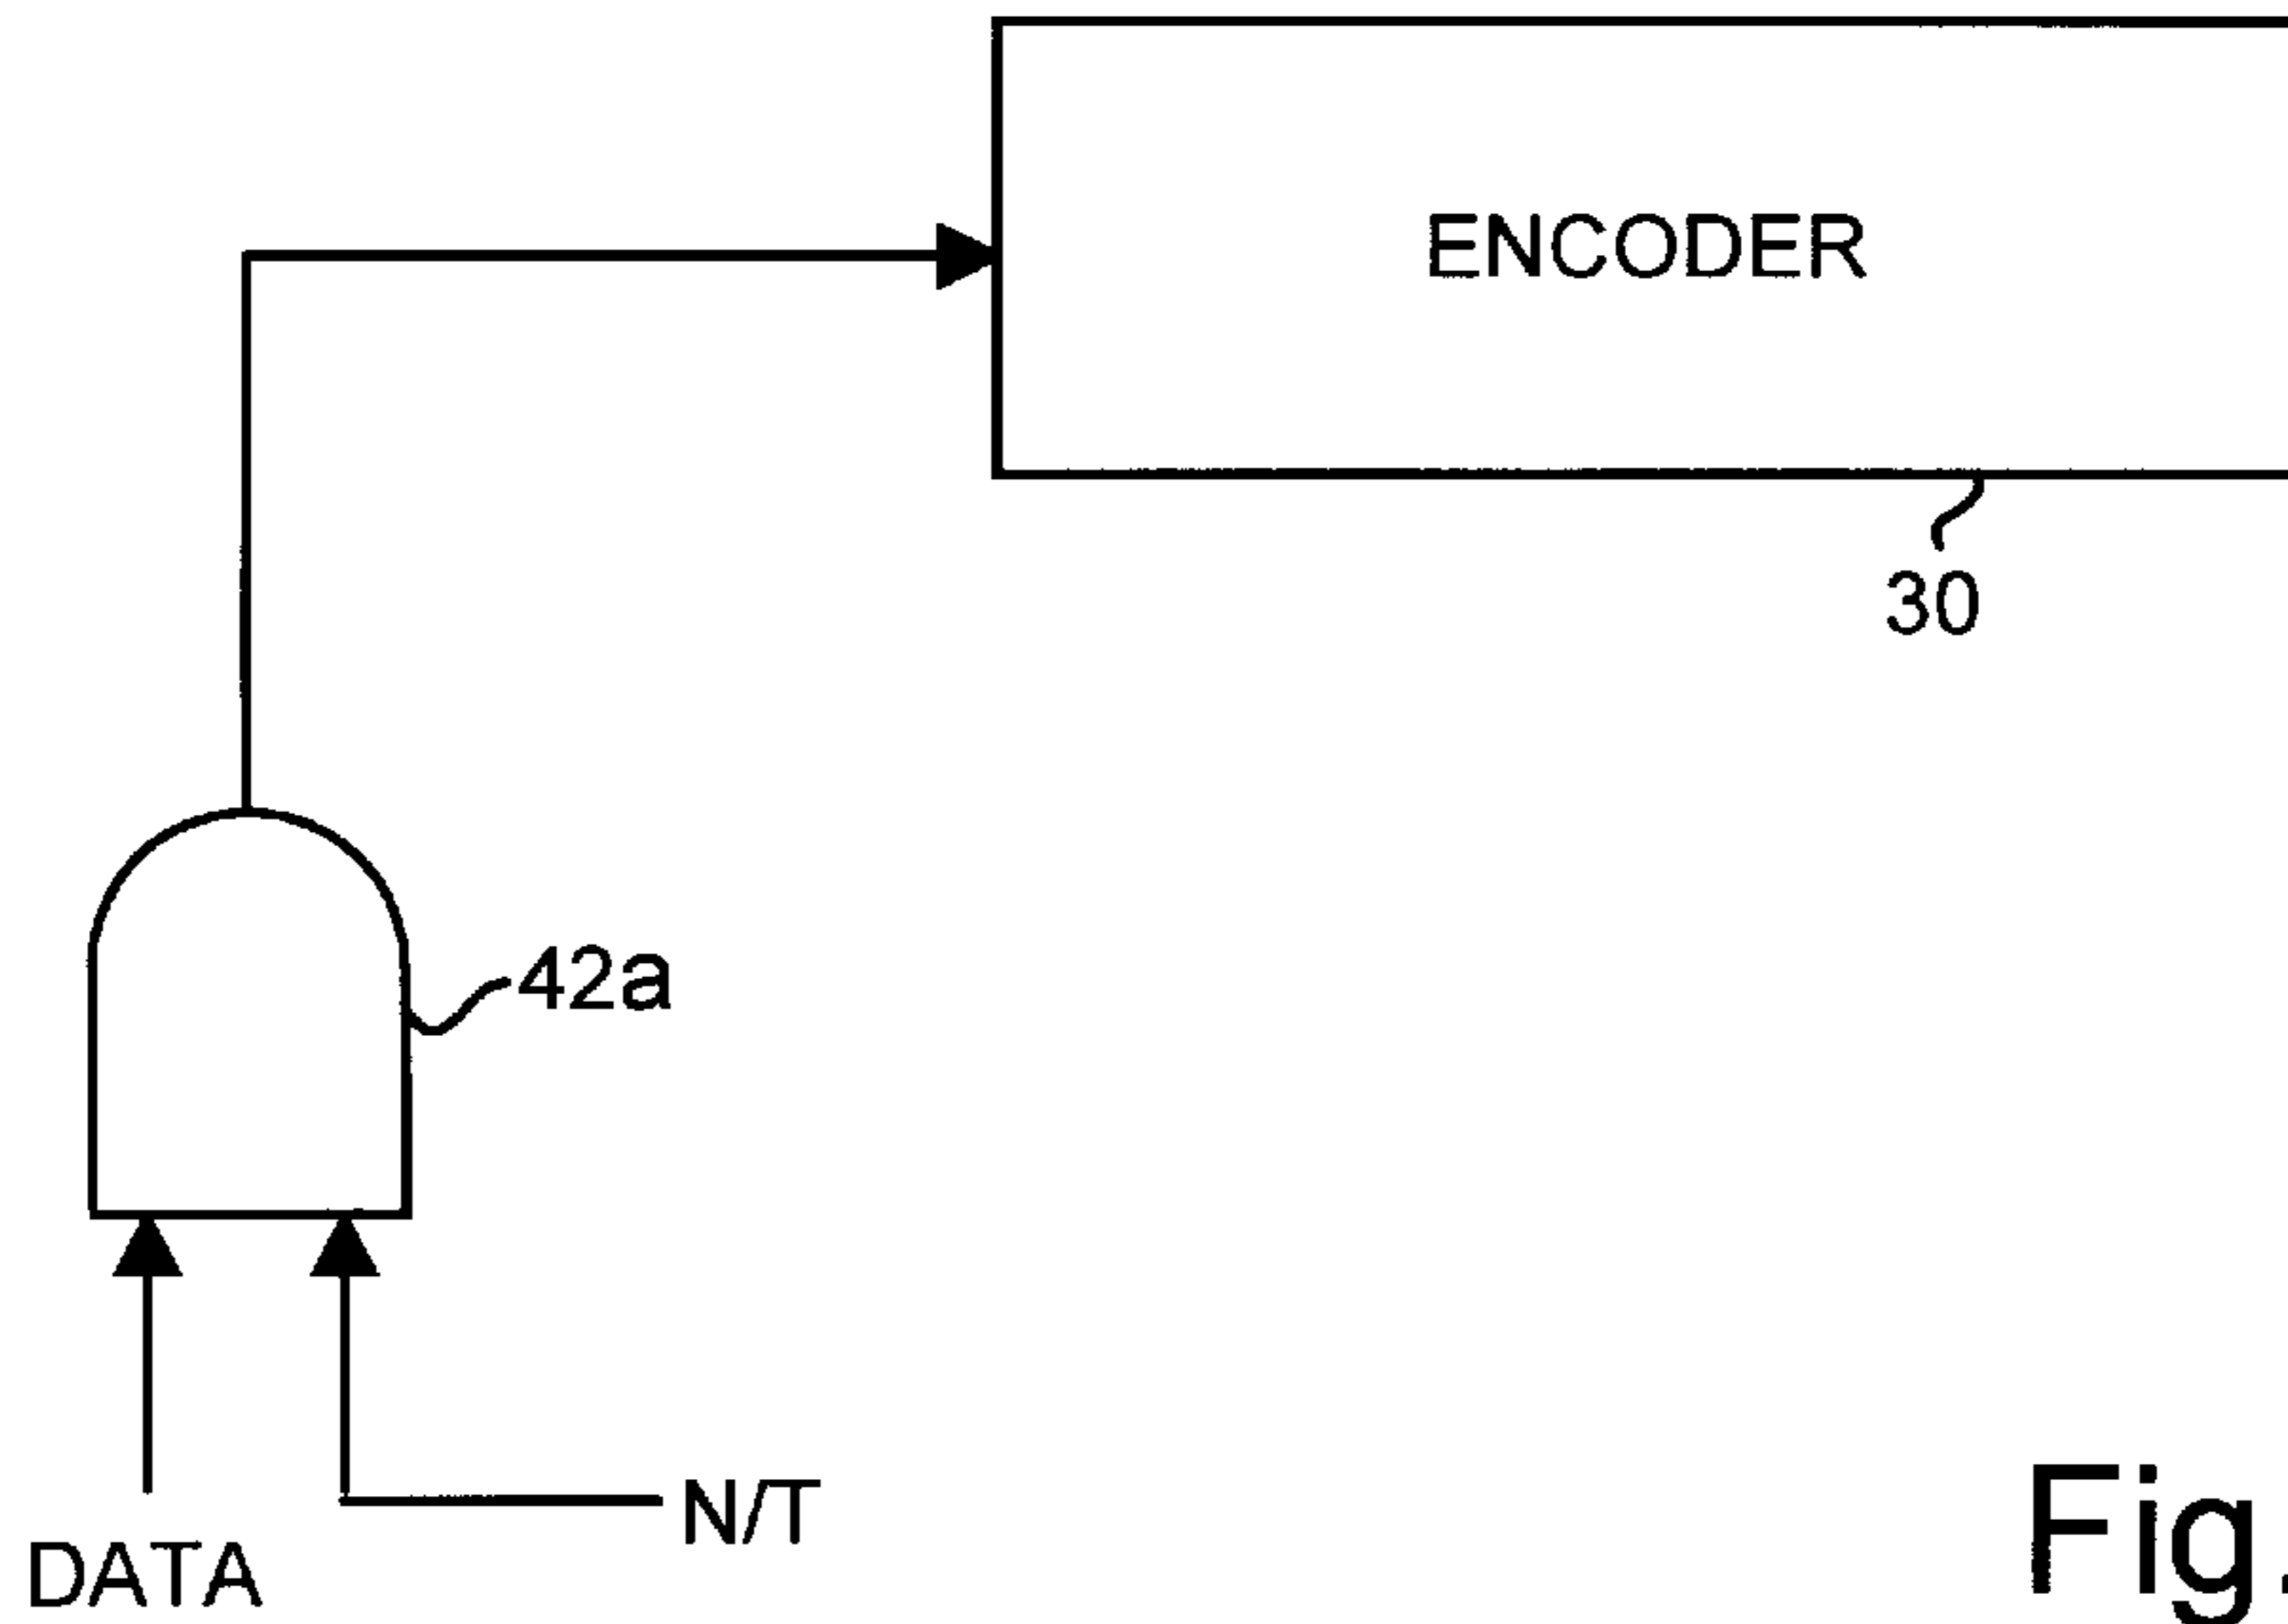 ENCODER
30
42a
N/T
DATA
Fig.